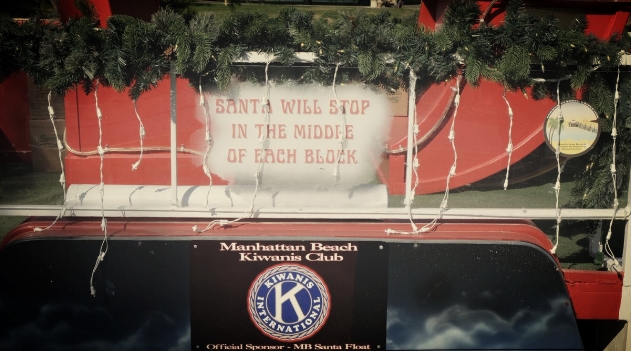 SANTA WILL STOP
IN THE MIDDLE
OF EACH BLOCK
Manhattan Beach
Kiwanis Club
KIWANIS
K
INTERNATIONAL
Official Sponsor - MB Santa Float